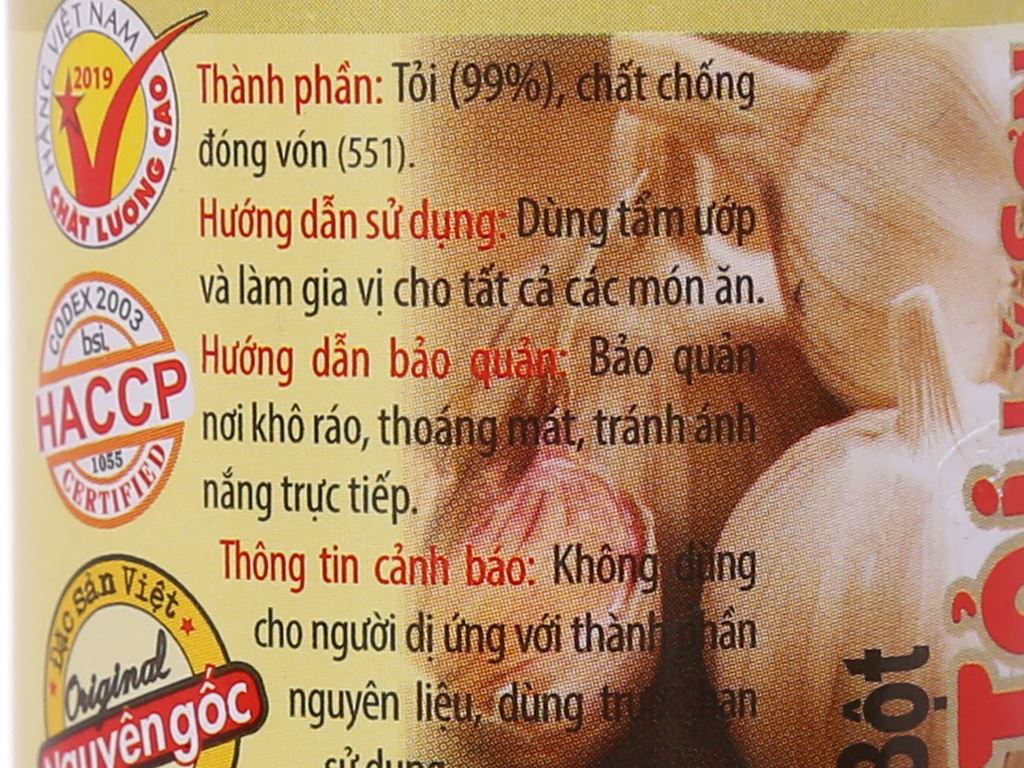 HÀNG VIỆT NAM
2019
CHẤT LƯỢNG CAO
Thành phần: Tỏi (99%), chất chống
đóng vón (551).
Hướng dẫn sử dụng: Dùng tẩm ướp
và làm gia vị cho tất cả các món ăn.
CODEX 2003
bsi.
HACCP
1055
CERTIFIED
Hướng dẫn bảo quản: Bảo quản
nơi khô ráo, thoáng mát, tránh ánh
nắng trực tiếp.
Thông tin cảnh báo: Không dùng
cho người dị ứng với thành phần
nguyên liệu, dùng trước hạn
sử dụng.
Đặc Sản Việt
Original
Nguyên gốc
Bột
Tỏi